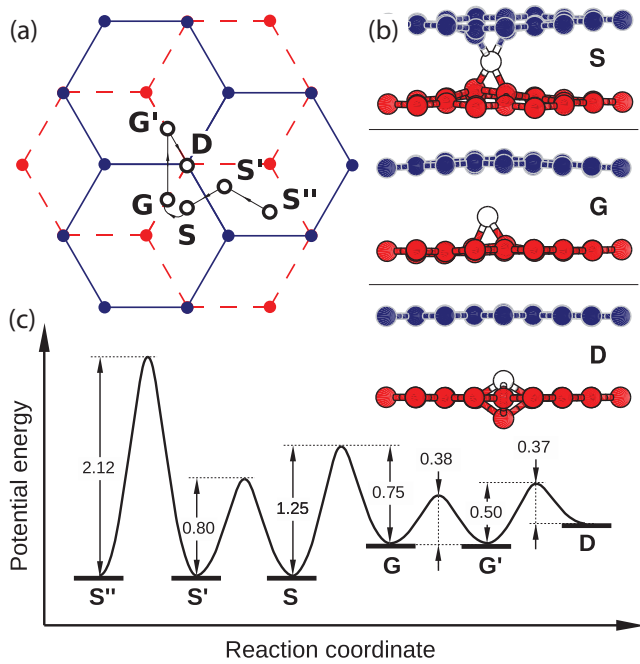 (a)
G'
D
S'
S''
G
S
(b)
S
G
D
(c)
Potential energy
2.12
0.80
1.25
0.75
0.38
0.50
0.37
S''
S'
S
G
G'
D
Reaction coordinate